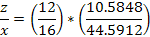 z/x = (12/16) * (10.5848/44.5912)